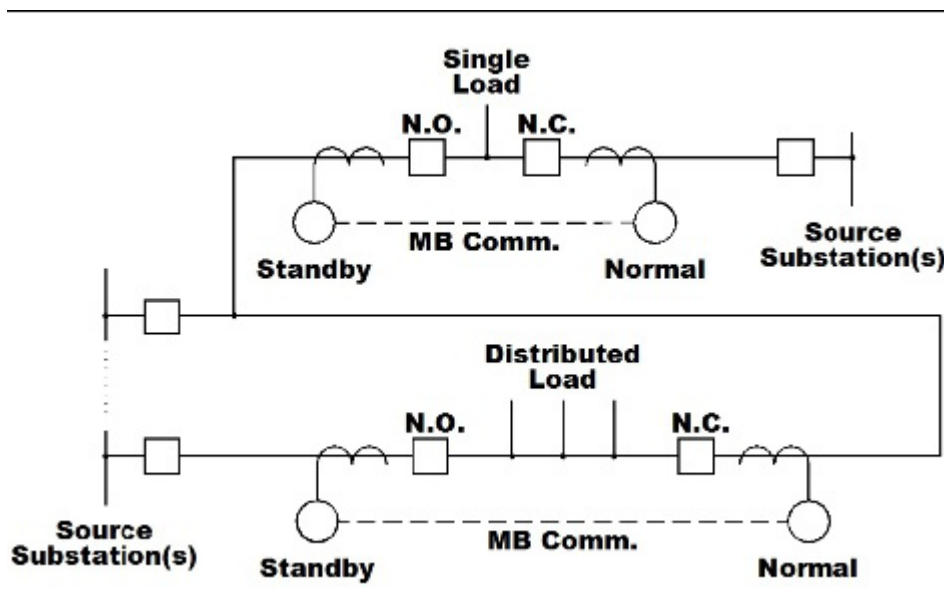 Single
Load
N.O.
N.C.
MB Comm.
Standby
Normal
Source
Substation(s)
Distributed
Load
N.O.
N.C.
MB Comm.
Source
Substation(s)
Standby
Normal